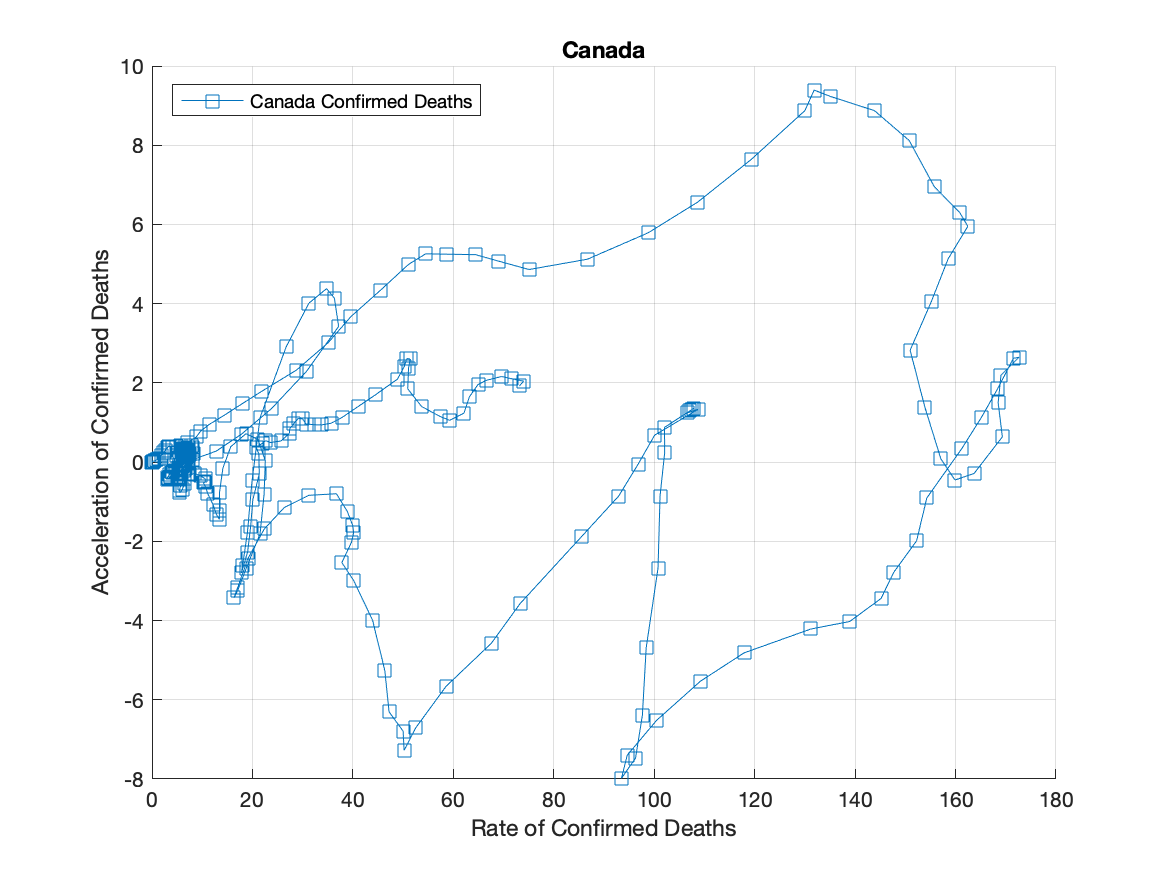 Canada
Canada Confirmed Deaths
10
8
6
4
2
0
-2
-4
-6
-8
Acceleration of Confirmed Deaths
0 20 40 60 80 100 120 140 160 180
Rate of Confirmed Deaths